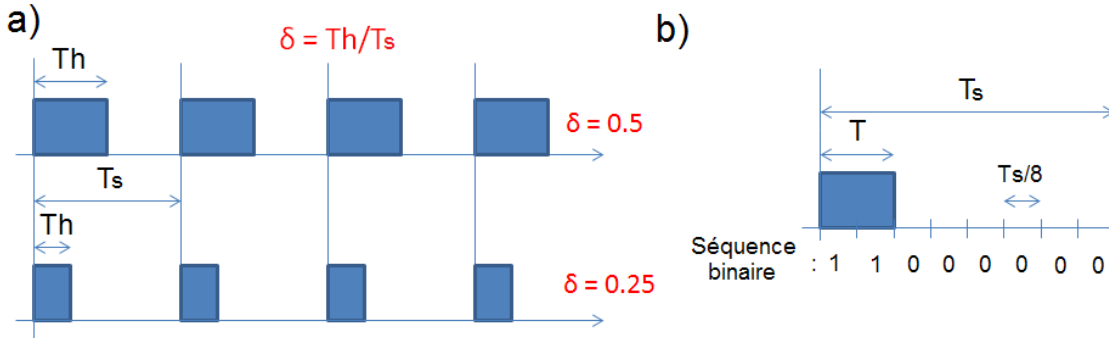 a)
δ = Th/Ts
Th
δ = 0.5
Ts
Th
δ = 0.25
b)
Ts
T
Ts/8
Séquence
binaire : 1 1 0 0 0 0 0 0